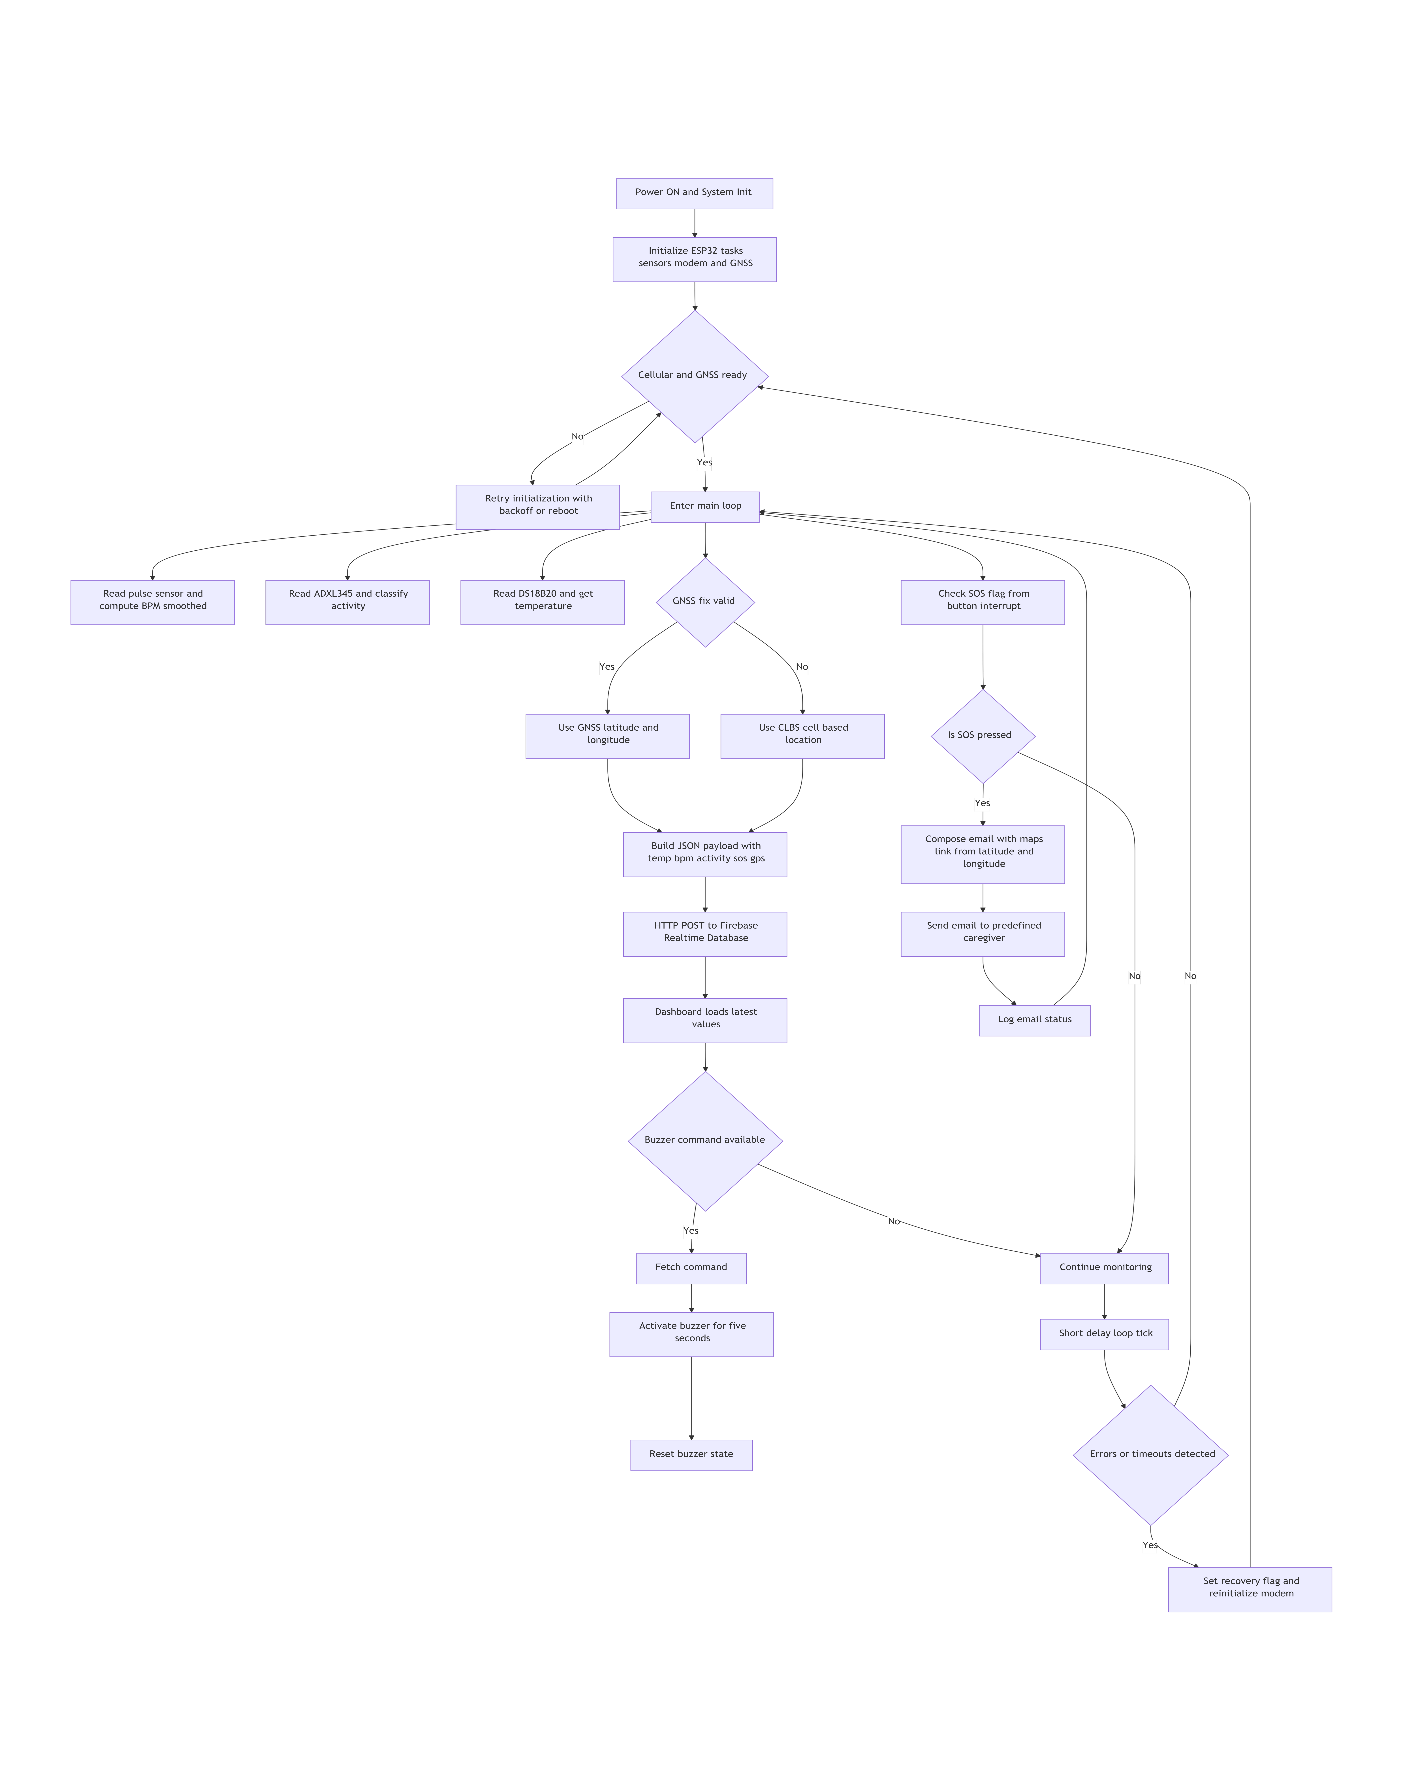 Power ON and System Init
Initialize ESP32 tasks
sensors modem and GNSS
Cellular and GNSS ready
No
Yes
Retry initialization with
backoff or reboot
Enter main loop
Read pulse sensor and
compute BPM smoothed
Read ADXL345 and classify
activity
Read DS18B20 and get
temperature
GNSS fix valid
Check SOS flag from
button interrupt
Yes
No
Use GNSS latitude and
longitude
Use CLBS cell based
location
Is SOS pressed
Yes
Build JSON payload with
temp bpm activity sos gps
Compose email with maps
link from latitude and
longitude
HTTP POST to Firebase
Realtime Database
Send email to predefined
caregiver
No
No
Dashboard loads latest
values
Log email status
Buzzer command available
Yes
No
Fetch command
Continue monitoring
Activate buzzer for five
seconds
Short delay loop tick
Reset buzzer state
Errors or timeouts detected
Yes
Set recovery flag and
reinitialize modem